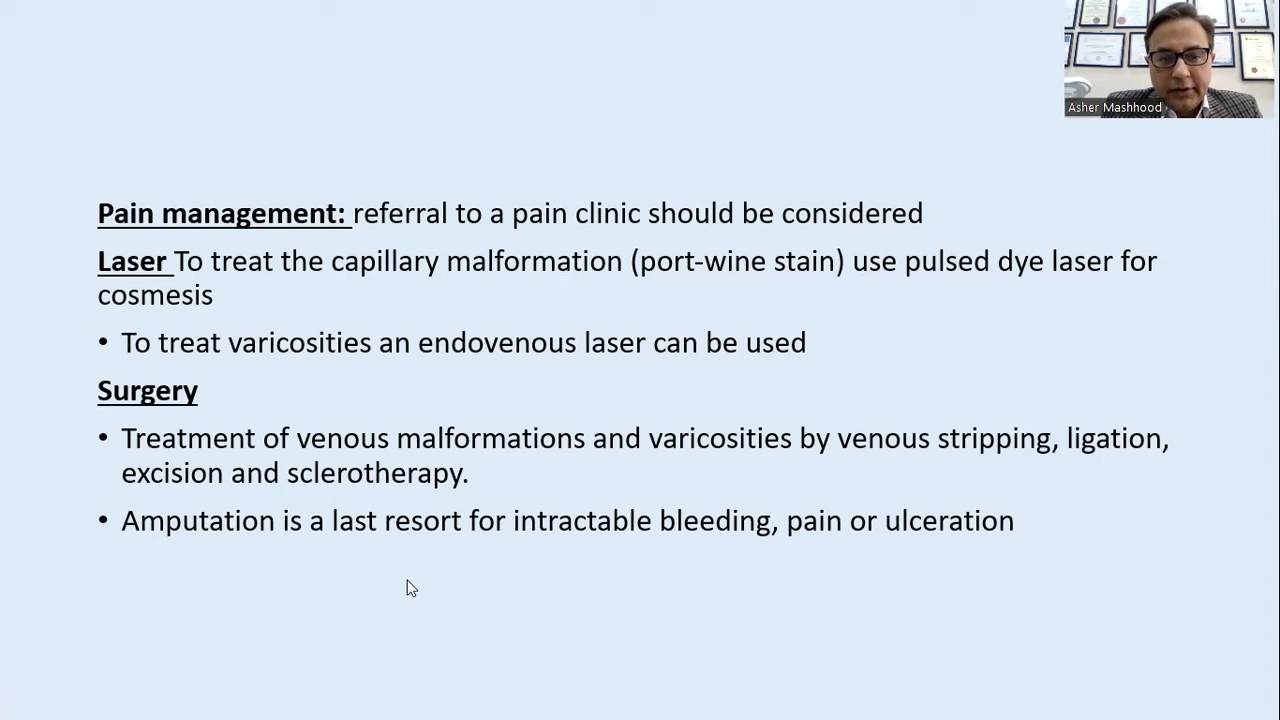 Asher Mashhood
Pain management: referral to a pain clinic should be considered
Laser To treat the capillary malformation (port-wine stain) use pulsed dye laser for
cosmesis
• To treat varicosities an endovenous laser can be used
Surgery
• Treatment of venous malformations and varicosities by venous stripping, ligation,
excision and sclerotherapy.
• Amputation is a last resort for intractable bleeding, pain or ulceration